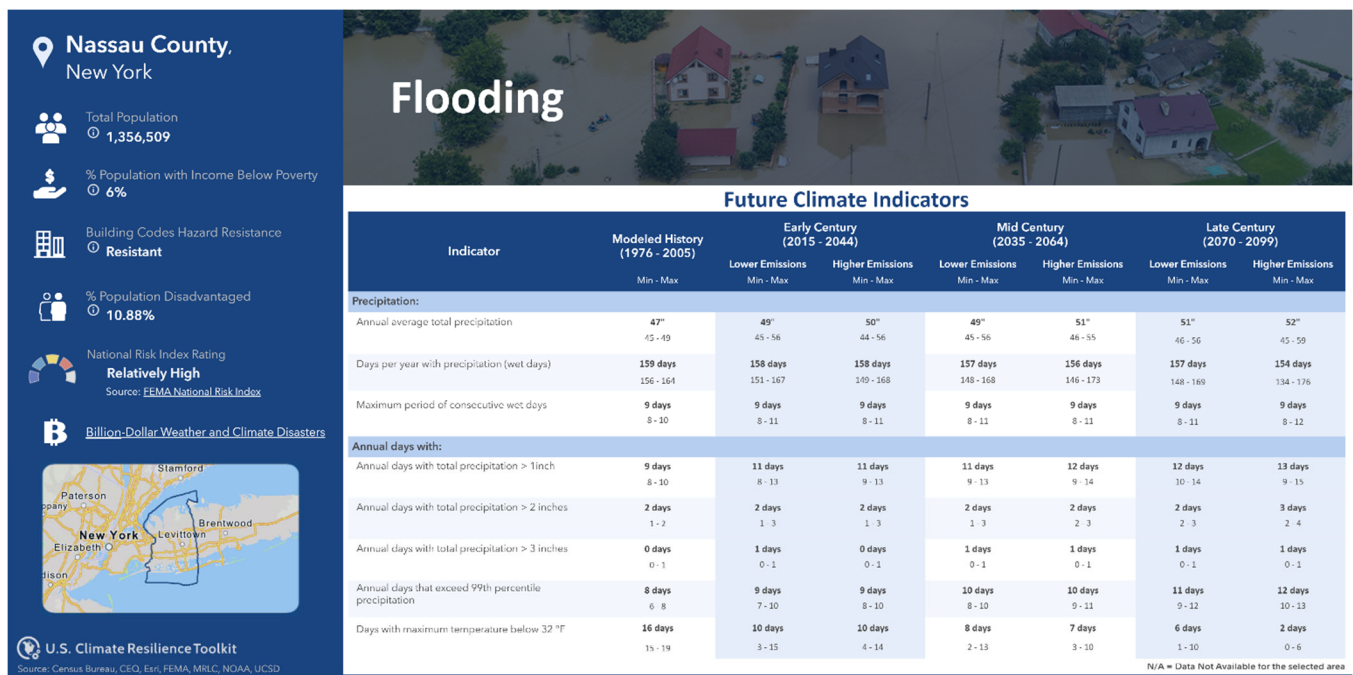 Nassau County,
New York
Total Population
1,356,509
% Population with Income Below Poverty
6%
Building Codes Hazard Resistance
Resistant
% Population Disadvantaged
10.88%
National Risk Index Rating
Relatively High
Source: FEMA National Risk Index
Billion-Dollar Weather and Climate Disasters
Stamford
Paterson
ppany
Brentwood
New York
Levittown
Elizabeth
dison
U.S. Climate Resilience Toolkit
Source: Census Bureau, CEQ, Esri, FEMA, MRLC, NOAA, UCSD
Flooding
Future Climate Indicators
Indicator Modeled History (1976 - 2005) Early Century (2015 - 2044) Mid Century (2035 - 2064) Late Century (2070 - 2099)
Lower Emissions Higher Emissions Lower Emissions Higher Emissions Lower Emissions Higher Emissions
Min - Max Min - Max Min - Max Min - Max Min - Max Min - Max Min - Max
Precipitation:
Annual average total precipitation 47" 49" 50" 49" 51" 51" 52"
45 - 49 45 - 56 44 - 56 45 - 56 46 - 55 46 - 56 45 - 59
Days per year with precipitation (wet days) 159 days 158 days 158 days 157 days 156 days 157 days 154 days
156 - 164 151 - 167 149 - 168 148 - 168 146 - 173 148 - 169 134 - 176
Maximum period of consecutive wet days 9 days 9 days 9 days 9 days 9 days 9 days 9 days
8 - 10 8 - 11 8 - 11 8 - 11 8 - 11 8 - 11 8 - 12
Annual days with:
Annual days with total precipitation > 1inch 9 days 11 days 11 days 11 days 12 days 12 days 13 days
8 - 10 8 - 13 9 - 13 9 - 13 9 - 14 10 - 14 9 - 15
Annual days with total precipitation > 2 inches 2 days 2 days 2 days 2 days 2 days 2 days 3 days
1 - 2 1 - 3 1 - 3 1 - 3 2 - 3 2 - 3 2 - 4
Annual days with total precipitation > 3 inches 0 days 1 days 0 days 1 days 1 days 1 days 1 days
0 - 1 0 - 1 0 - 1 0 - 1 0 - 1 0 - 1 0 - 1
Annual days that exceed 99th percentile
precipitation 8 days 9 days 9 days 10 days 10 days 11 days 12 days
6 - 8 7 - 10 8 - 10 8 - 10 9 - 11 9 - 12 10 - 13
Days with maximum temperature below 32 °F 16 days 10 days 10 days 8 days 7 days 6 days 2 days
15 - 19 3 - 15 4 - 14 2 - 13 3 - 10 1 - 10 0 - 6
N/A = Data Not Available for the selected area